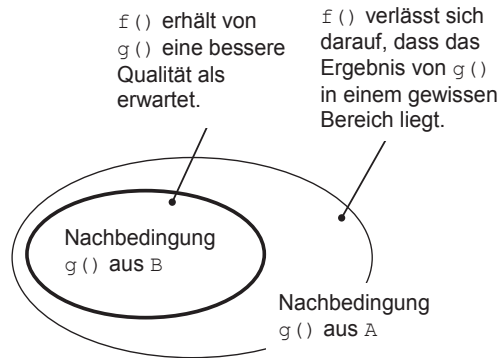 f() erhält von
g() eine bessere
Qualität als
erwartet.
f() verlässt sich
darauf, dass das
Ergebnis von g()
in einem gewissen
Bereich liegt.
Nachbedingung
g() aus B
Nachbedingung
g() aus A